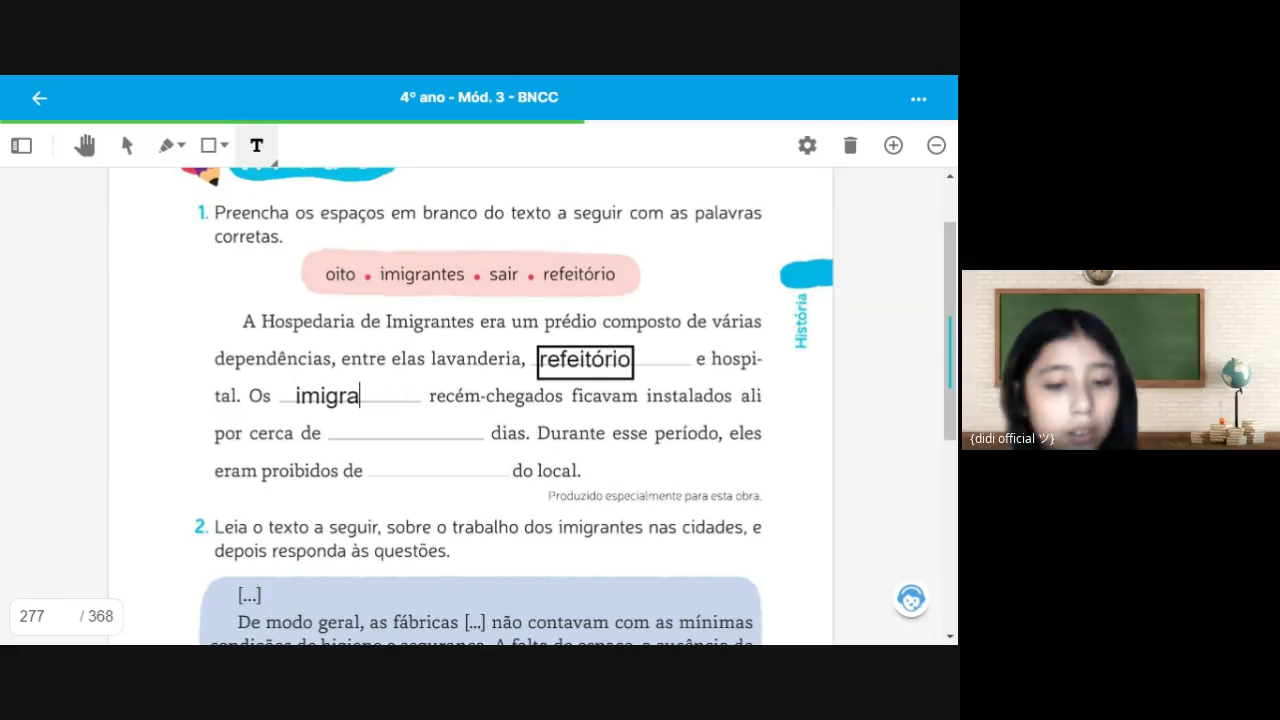 4º ano - Mód. 3 - BNCC
T
1. Preencha os espaços em branco do texto a seguir com as palavras
corretas.
oito • imigrantes • sair • refeitório
A Hospedaria de Imigrantes era um prédio composto de várias
dependências, entre elas lavanderia, refeitório e hospi-
tal. Os imigra recém-chegados ficavam instalados ali
por cerca de dias. Durante esse período, eles
eram proibidos de do local.
Produzido especialmente para esta obra.
História
2. Leia o texto a seguir, sobre o trabalho dos imigrantes nas cidades, e
depois responda às questões.
[...]
De modo geral, as fábricas [...] não contavam com as mínimas
277 / 368
{didi official ツ}